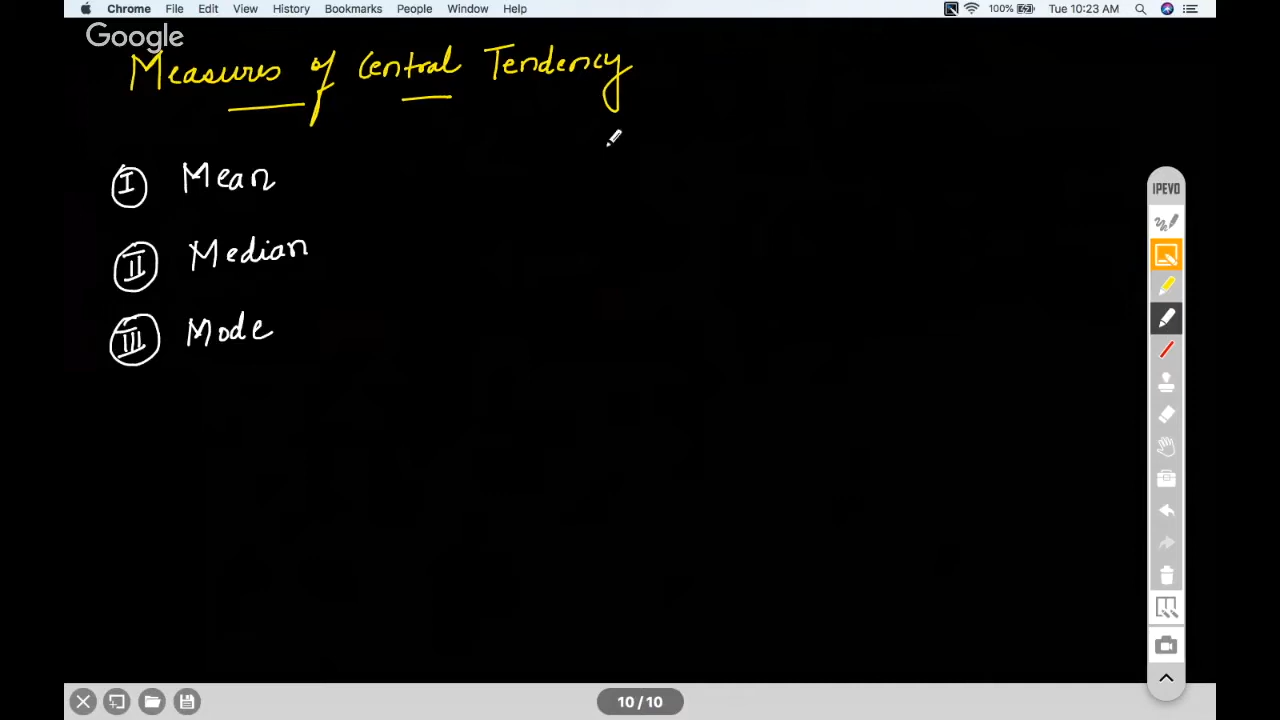 Chrome File Edit View History Bookmarks People Window Help 100% Tue 10:23 AM
Google
Measures of Central Tendency
I Mean
II Median
III Mode
IPEVO
10 / 10